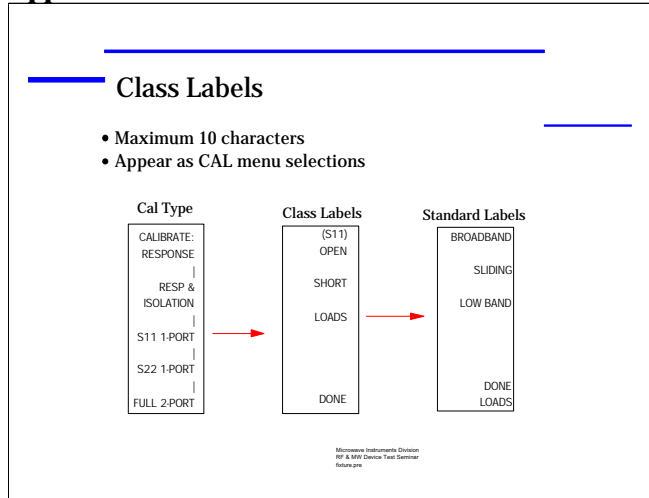 Class Labels
• Maximum 10 characters
• Appear as CAL menu selections
Cal Type
CALIBRATE:
RESPONSE
|
RESP &
ISOLATION
|
S11 1-PORT
|
S22 1-PORT
|
FULL 2-PORT
Class Labels
(S11)
OPEN
SHORT
LOADS
DONE
Standard Labels
BROADBAND
SLIDING
LOW BAND
DONE
LOADS
Microwave Instruments Division
RF & MW Device Test Seminar
fixture.pre